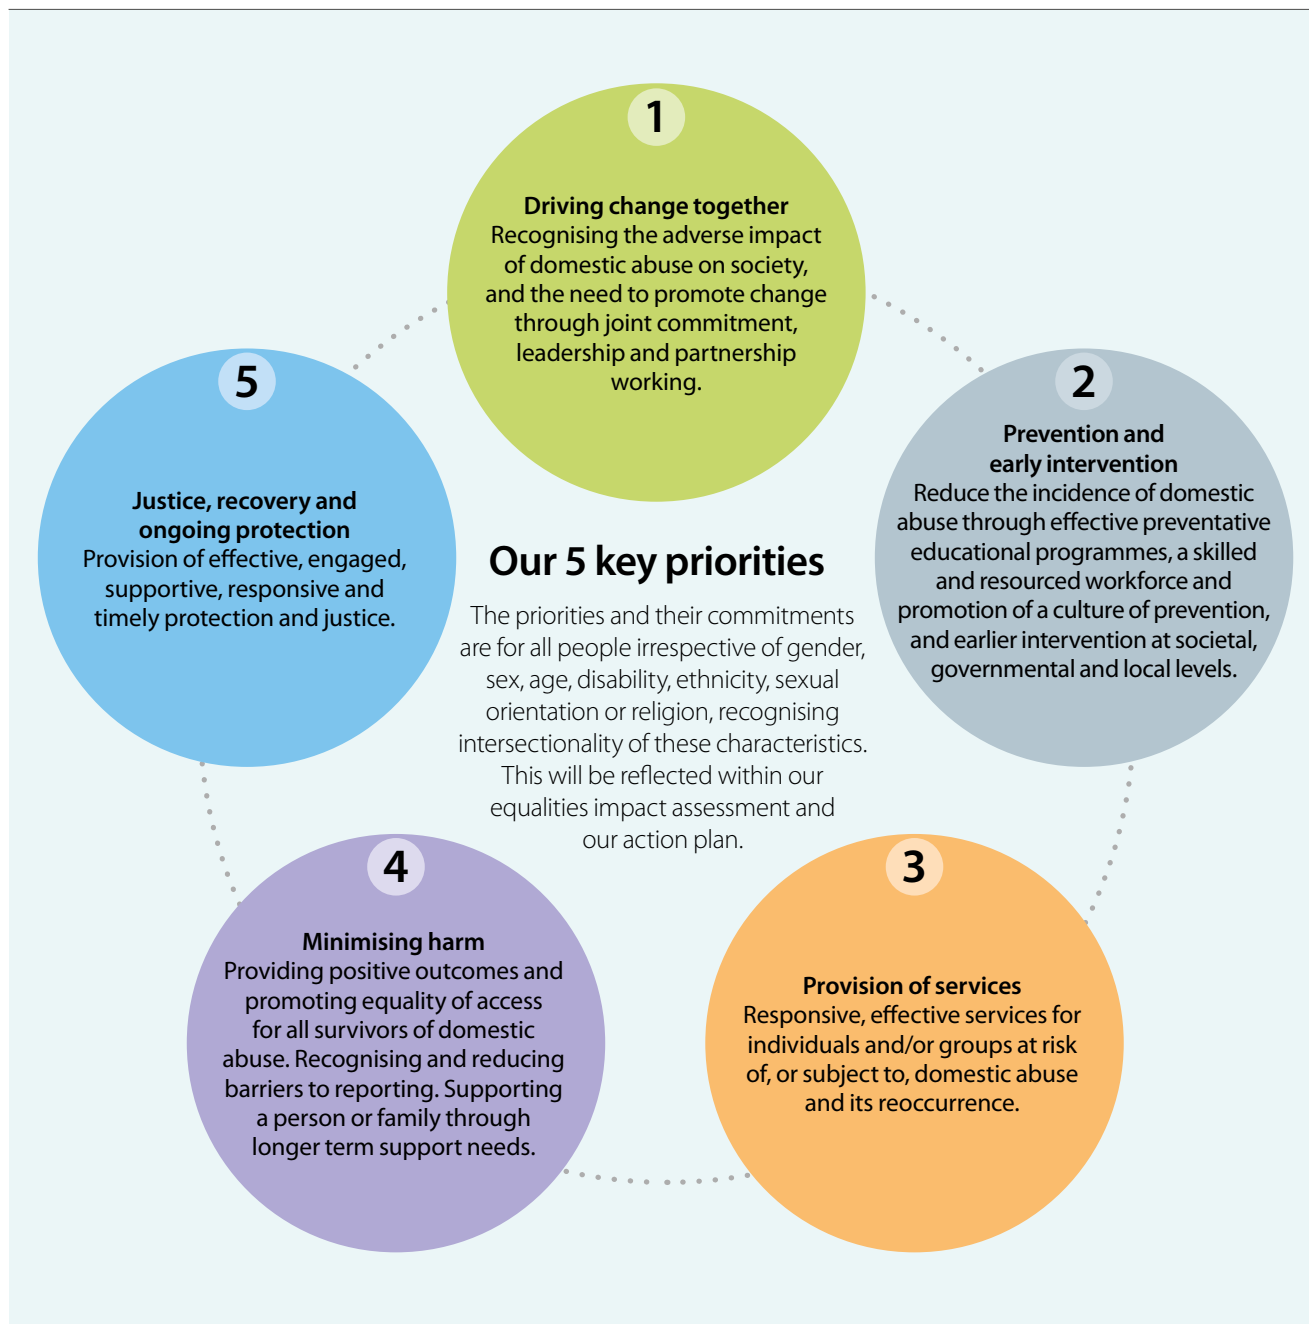 1
Driving change together
Recognising the adverse impact
of domestic abuse on society,
and the need to promote change
through joint commitment,
leadership and partnership
working.
2
Prevention and
early intervention
Reduce the incidence of domestic
abuse through effective preventative
educational programmes, a skilled
and resourced workforce and
promotion of a culture of prevention,
and earlier intervention at societal,
governmental and local levels.
3
Provision of services
Responsive, effective services for
individuals and/or groups at risk
of, or subject to, domestic abuse
and its reoccurrence.
4
Minimising harm
Providing positive outcomes and
promoting equality of access
for all survivors of domestic
abuse. Recognising and reducing
barriers to reporting. Supporting
a person or family through
longer term support needs.
5
Justice, recovery and
ongoing protection
Provision of effective, engaged,
supportive, responsive and
timely protection and justice.
Our 5 key priorities
The priorities and their commitments
are for all people irrespective of gender,
sex, age, disability, ethnicity, sexual
orientation or religion, recognising
intersectionality of these characteristics.
This will be reflected within our
equalities impact assessment and
our action plan.